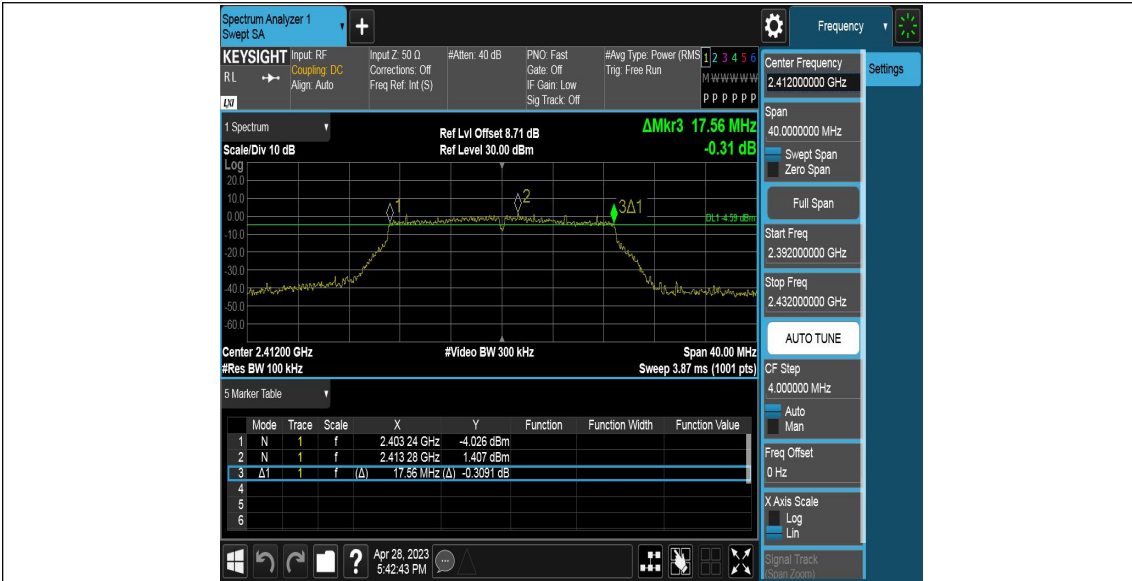 Spectrum Analyzer 1
Swept SA
+
Frequency
KEYSIGHT
RL
LXI
Input: RF
Coupling: DC
Align: Auto
Input Z: 50 Ω
Corrections: Off
Freq Ref: Int (S)
#Atten: 40 dB
PNO: Fast
Gate: Off
IF Gain: Low
Sig Track: Off
#Avg Type: Power (RMS
Trig: Free Run
1 2 3 4 5 6
M W W W W W
P P P P P P
1 Spectrum
Scale/Div 10 dB
Ref Lvl Offset 8.71 dB
Ref Level 30.00 dBm
ΔMkr3 17.56 MHz
-0.31 dB
Log
20.0
10.0
0.00
-10.0
-20.0
-30.0
-40.0
-50.0
-60.0
1
2
3Δ1
DL1 -4.59 dBm
Center 2.41200 GHz
#Video BW 300 kHz
Span 40.00 MHz
#Res BW 100 kHz
Sweep 3.87 ms (1001 pts)
5 Marker Table
Mode Trace Scale X Y Function Function Width Function Value
1 N 1 f 2.403 24 GHz -4.026 dBm
2 N 1 f 2.413 28 GHz 1.407 dBm
3 Δ1 1 f (Δ) 17.56 MHz (Δ) -0.3091 dB
4
5
6
?
Apr 28, 2023
5:42:43 PM
Center Frequency
2.412000000 GHz
Settings
Span
40.0000000 MHz
Swept Span
Zero Span
Full Span
Start Freq
2.392000000 GHz
Stop Freq
2.432000000 GHz
AUTO TUNE
CF Step
4.000000 MHz
Auto
Man
Freq Offset
0 Hz
X Axis Scale
Log
Lin
Signal Track
(Span Zoom)